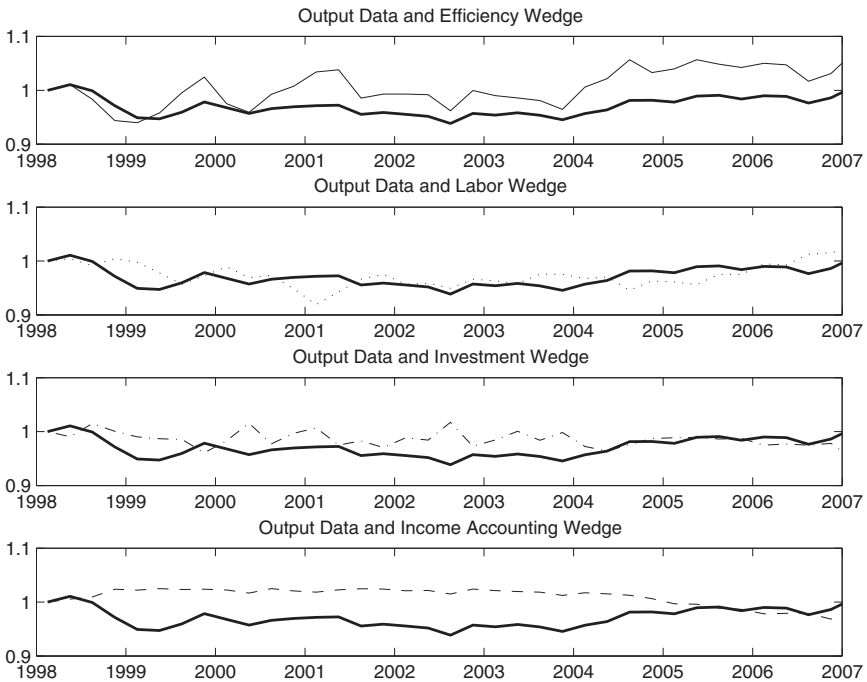 Output Data and Efficiency Wedge
1.1
1
0.9
1998 1999 2000 2001 2002 2003 2004 2005 2006 2007
Output Data and Labor Wedge
1.1
1
0.9
1998 1999 2000 2001 2002 2003 2004 2005 2006 2007
Output Data and Investment Wedge
1.1
1
0.9
1998 1999 2000 2001 2002 2003 2004 2005 2006 2007
Output Data and Income Accounting Wedge
1.1
1
0.9
1998 1999 2000 2001 2002 2003 2004 2005 2006 2007